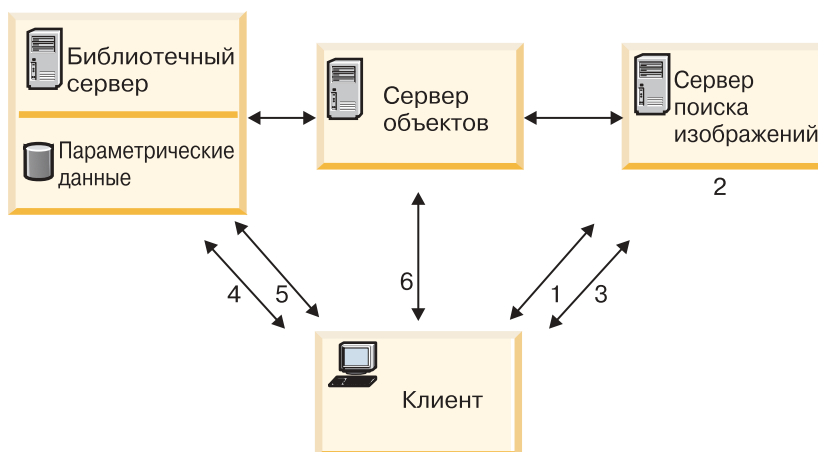 Библиотечный
сервер
Параметрические
данные
Сервер
объектов
Сервер
поиска
изображений
2
4
5
6
1
3
Клиент